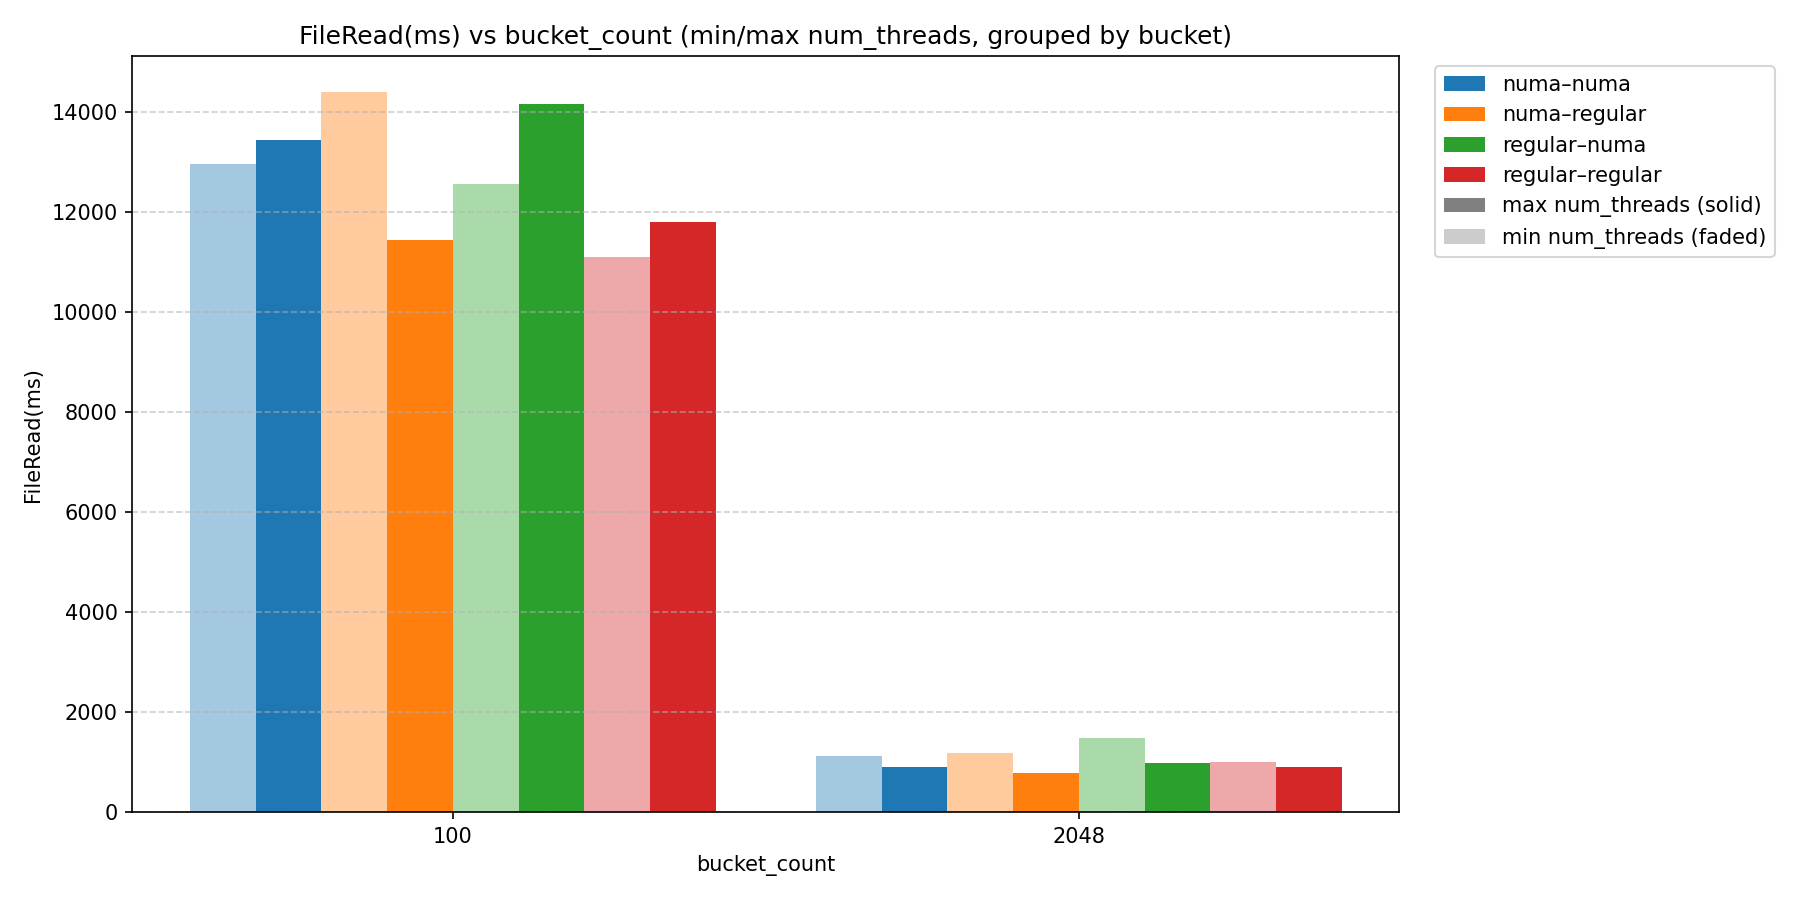 FileRead(ms) vs bucket_count (min/max num_threads, grouped by bucket)
FileRead(ms)
14000
12000
10000
8000
6000
4000
2000
0
100
2048
bucket_count
numa–numa
numa–regular
regular–numa
regular–regular
max num_threads (solid)
min num_threads (faded)